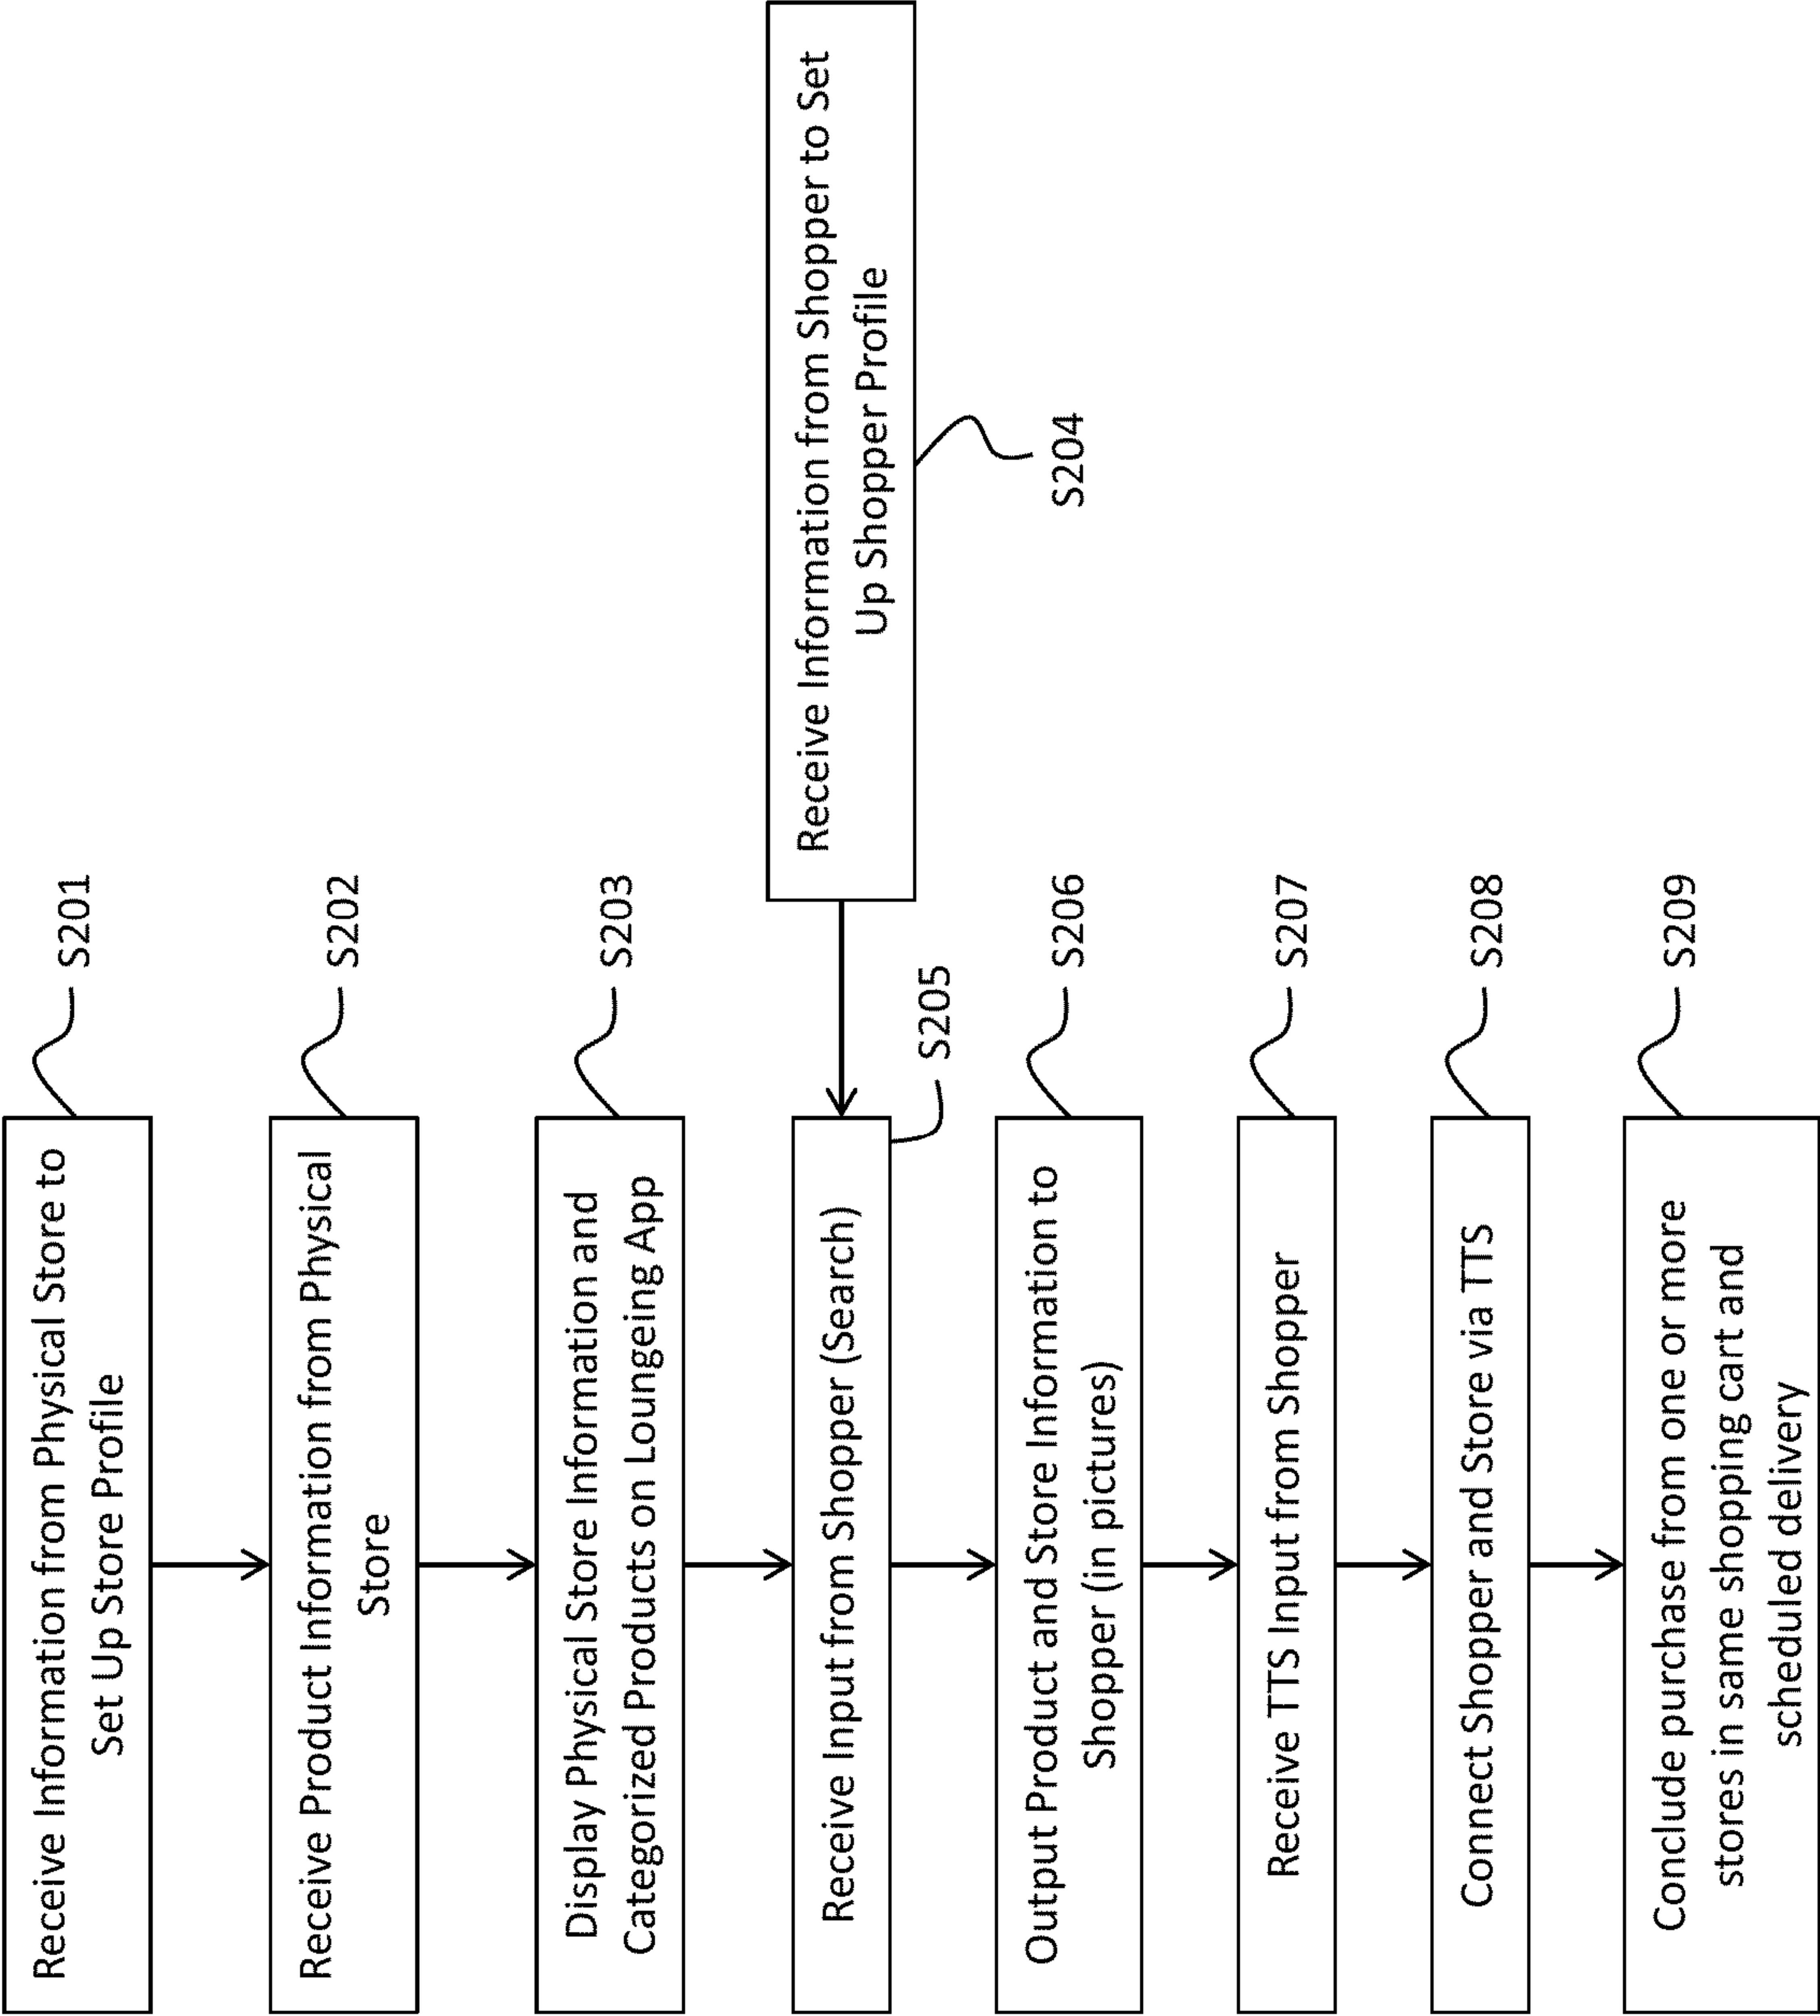 Receive Information from Physical Store to
Set Up Store Profile
S201
Receive Product Information from Physical
Store
S202
Display Physical Store Information and
Categorized Products on Loungeing App
S203
Receive Information from Shopper to Set
Up Shopper Profile
S204
Receive Input from Shopper (Search)
S205
Output Product and Store Information to
Shopper (in pictures)
S206
Receive TTS Input from Shopper
S207
Connect Shopper and Store via TTS
S208
Conclude purchase from one or more
stores in same shopping cart and
scheduled delivery
S209